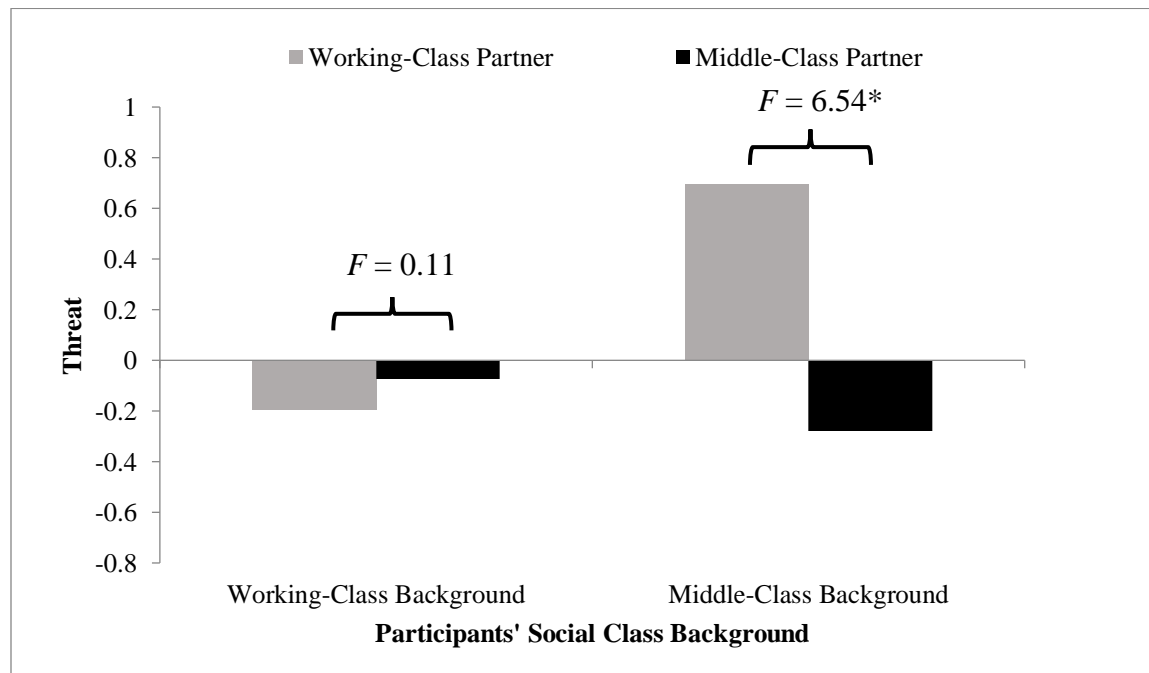 Working-Class Partner
Middle-Class Partner
F = 6.54*
F = 0.11
1
0.8
0.6
0.4
0.2
0
-0.2
-0.4
-0.6
-0.8
Threat
Working-Class Background
Middle-Class Background
Participants' Social Class Background